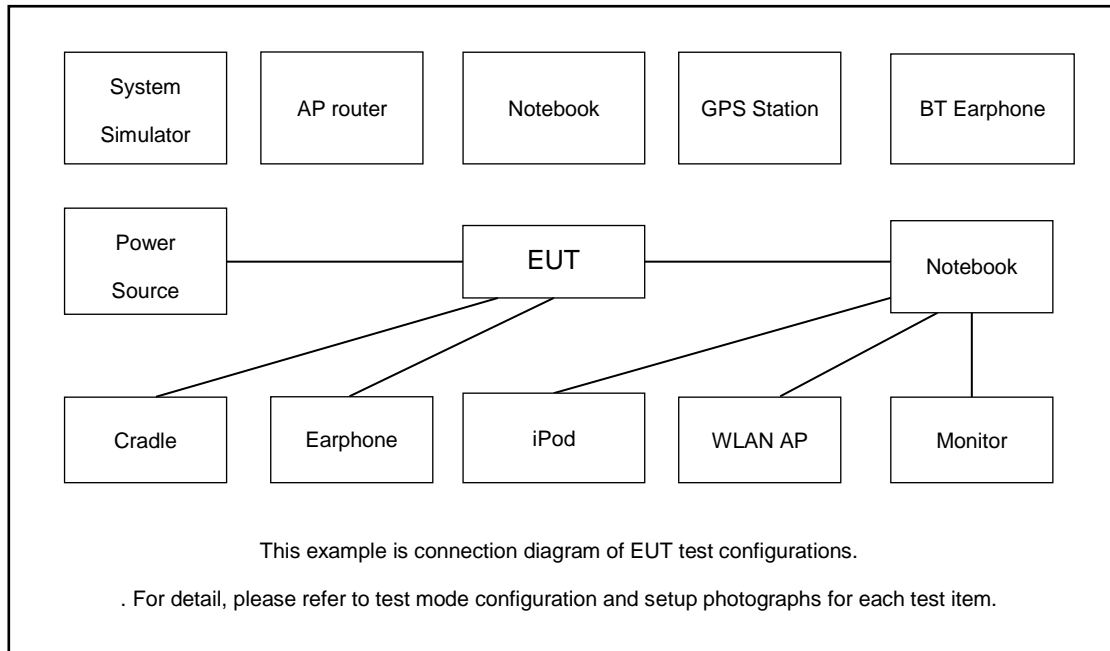 System
Simulator
AP router
Notebook
GPS Station
BT Earphone
Power
Source
EUT
Notebook
Cradle
Earphone
iPod
WLAN AP
Monitor
This example is connection diagram of EUT test configurations.
. For detail, please refer to test mode configuration and setup photographs for each test item.